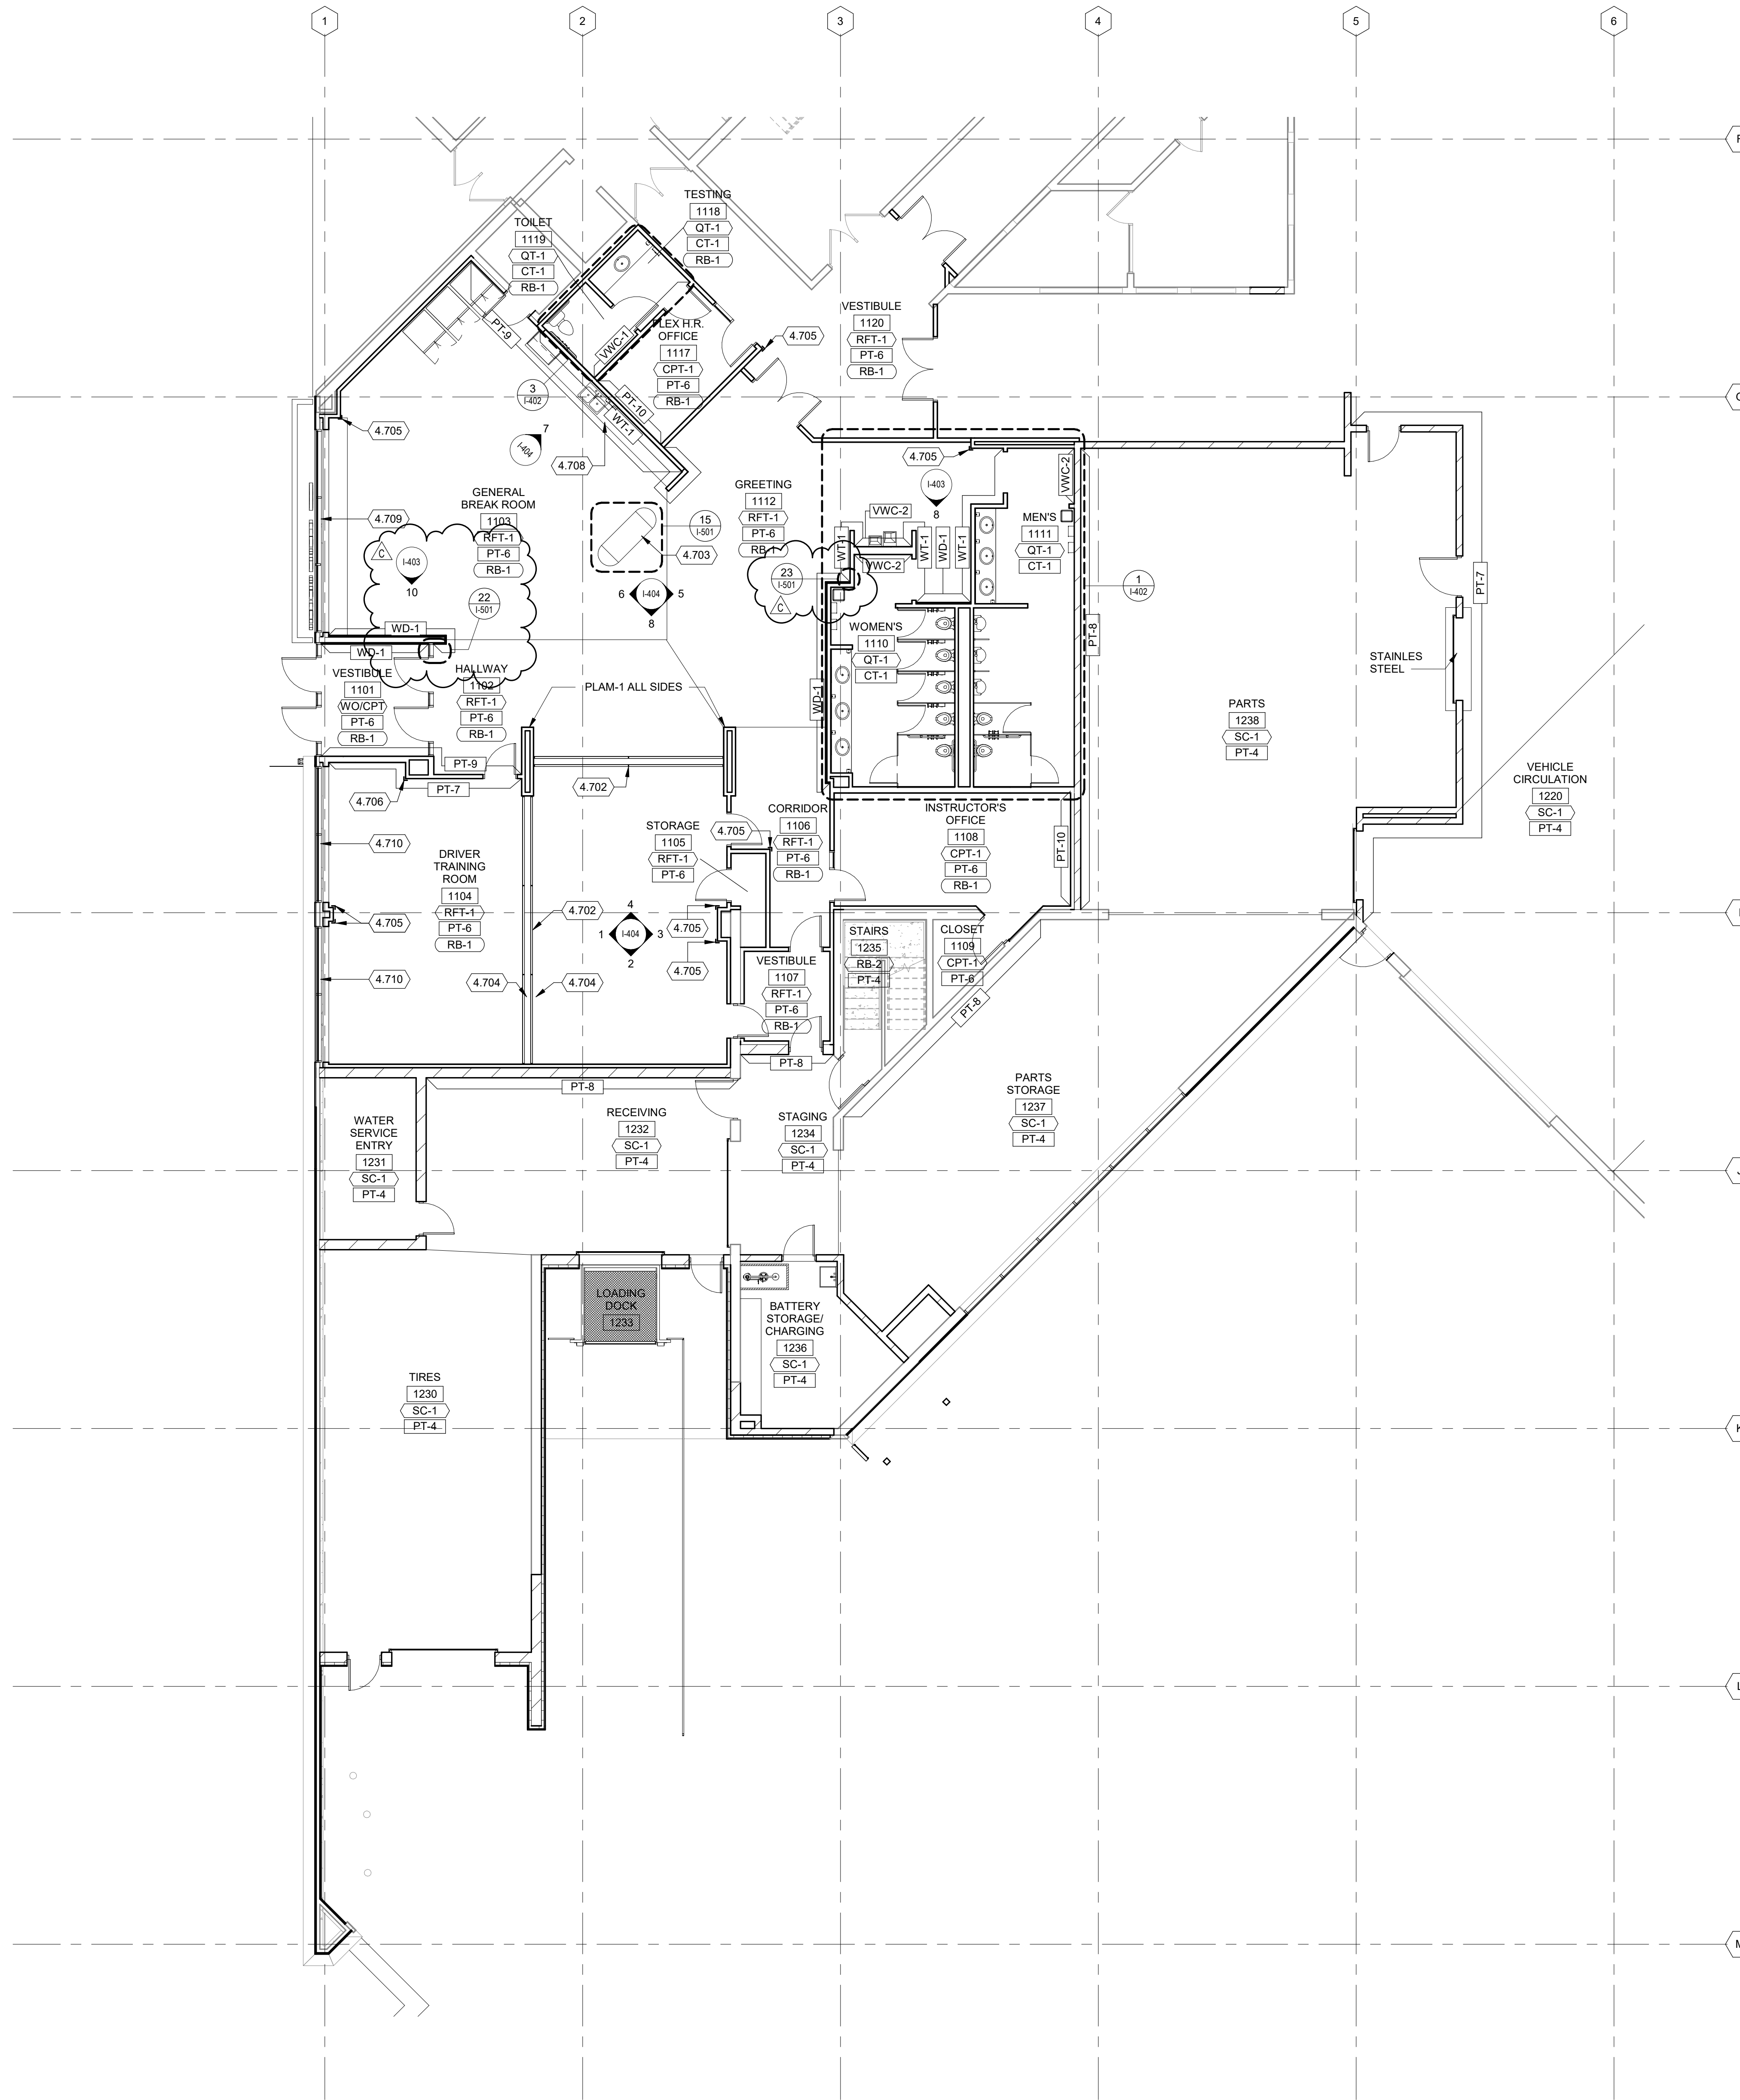 1
2
3
4
5
6
TESTING
1118
QT-1
CT-1
RB-1
TOILET
1119
QT-1
CT-1
RB-1
PT-9
VWC-1
FLEX H.R.
OFFICE
1117
CPT-1
PT-6
RB-1
VESTIBULE
1120
RFT-1
PT-6
RB-1
4.705
3
I-402
PT-10
WT-1
4.705
7
I-404
4.708
4.705
I-403
8
VWC-2
GENERAL
BREAK ROOM
1103
RFT-1
PT-6
RB-1
GREETING
1112
RFT-1
PT-6
RB-1
4.709
15
I-501
4.703
VWC-2
MEN'S
1111
QT-1
CT-1
WT-1
WT-1
WD-1
WT-1
VWC-2
C
I-403
10
22
I-501
6
I-404
5
8
23
I-501
C
1
I-402
PT-7
PT-8
WD-1
WD-1
WOMEN'S
1110
QT-1
CT-1
STAINLES
STEEL
VESTIBULE
1101
WO/CPT
PT-6
RB-1
HALLWAY
1102
RFT-1
PT-6
RB-1
PLAM-1 ALL SIDES
WD-1
PARTS
1238
SC-1
PT-4
PT-9
PT-7
4.706
4.702
VEHICLE
CIRCULATION
1220
SC-1
PT-4
CORRIDOR
1106
RFT-1
PT-6
RB-1
INSTRUCTOR'S
OFFICE
1108
CPT-1
PT-6
RB-1
PT-10
STORAGE
1105
RFT-1
PT-6
4.705
4.710
DRIVER
TRAINING
ROOM
1104
RFT-1
PT-6
RB-1
4.705
4.702
4
1
I-404
3
2
4.705
4.705
STAIRS
1235
RB-2
PT-4
CLOSET
1109
CPT-1
PT-6
4.710
4.704
4.704
VESTIBULE
1107
RFT-1
PT-6
RB-1
PT-8
PT-8
PT-8
PARTS
STORAGE
1237
SC-1
PT-4
WATER
SERVICE
ENTRY
1231
SC-1
PT-4
RECEIVING
1232
SC-1
PT-4
STAGING
1234
SC-1
PT-4
LOADING
DOCK
1233
BATTERY
STORAGE/
CHARGING
1236
SC-1
PT-4
TIRES
1230
SC-1
PT-4
K
L
M